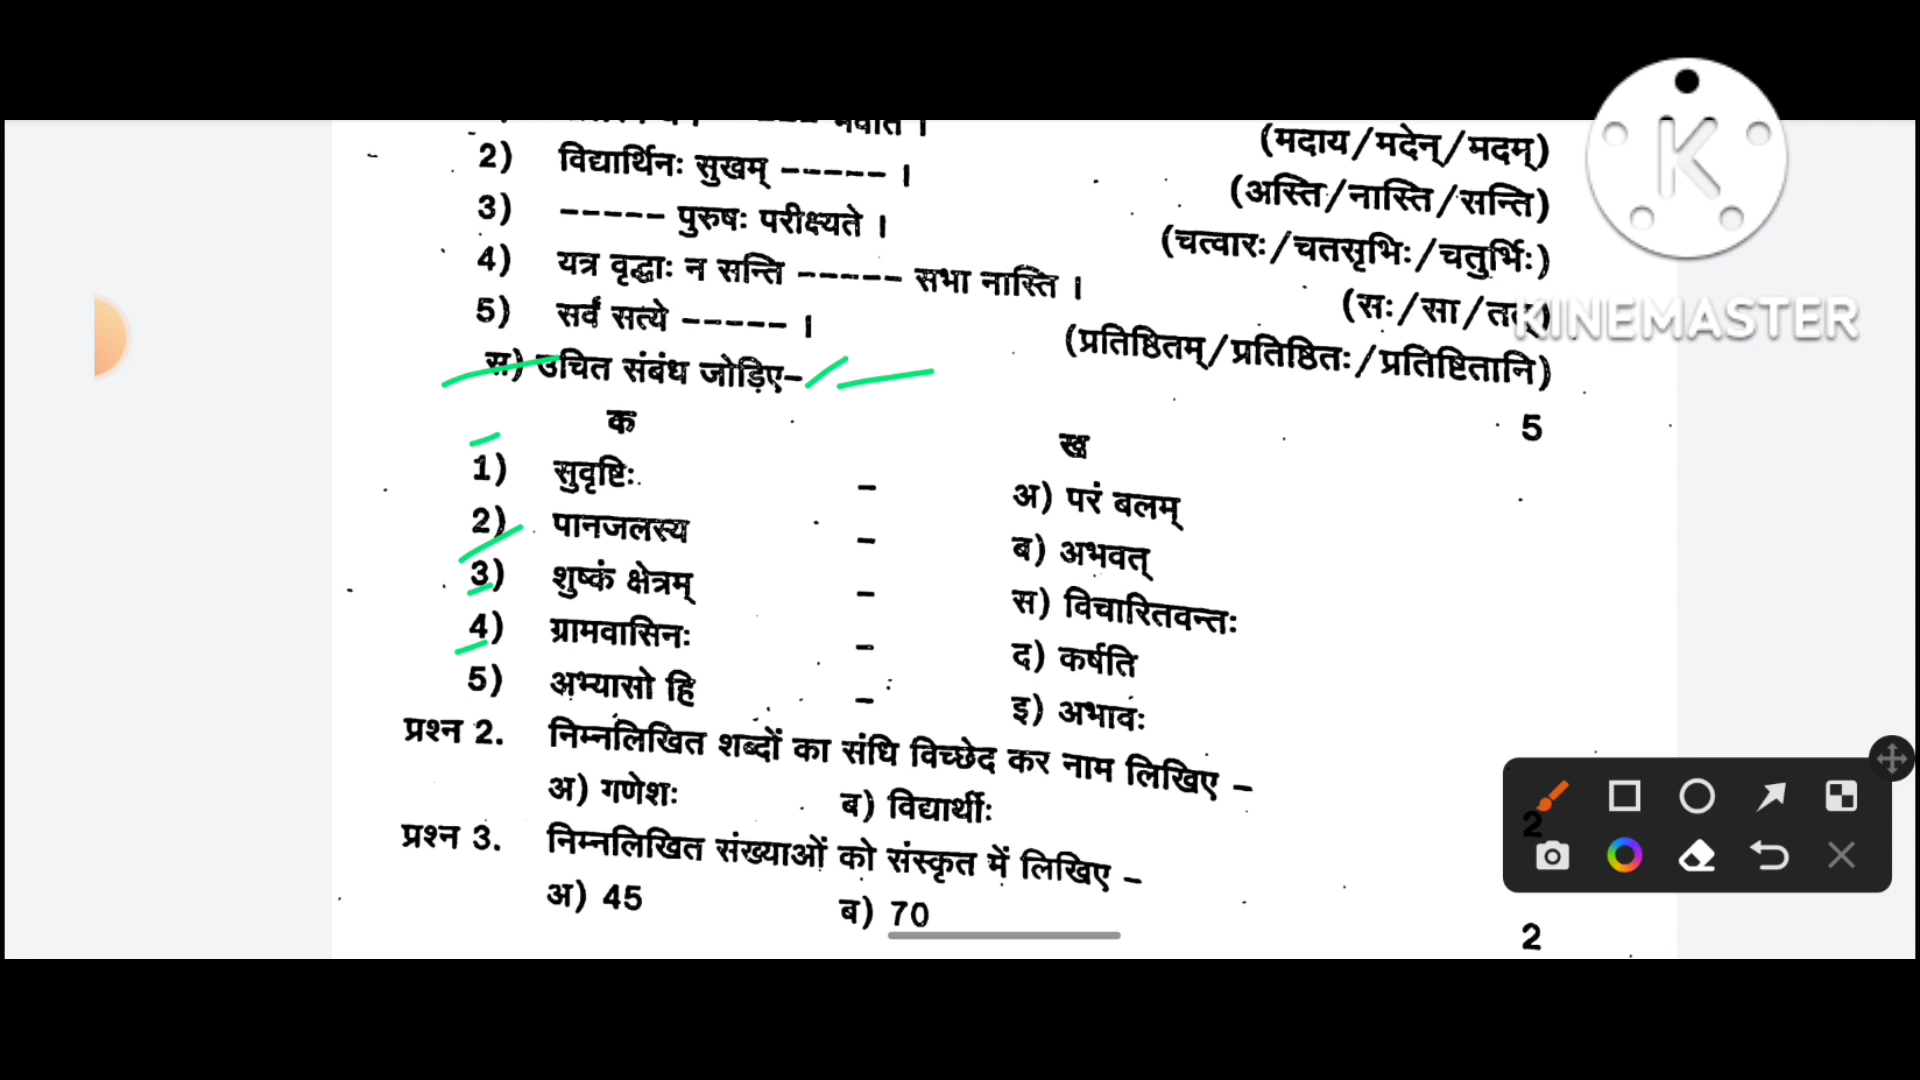 --- भवति । (मदाय/मदेन्/मदम्)
2) विद्यार्थिनः सुखम् ----- । (अस्ति/नास्ति/सन्ति)
3) ----- पुरुषः परीक्ष्यते । (चत्वारः/चतसृभिः/चतुर्भिः)
4) यत्र वृद्धाः न सन्ति ----- सभा नास्ति । (सः/सा/तत्)
5) सर्वं सत्ये ----- । (प्रतिष्ठितम्/प्रतिष्ठितः/प्रतिष्टितानि)
स) उचित संबंध जोड़िए– 5
क ख
1) सुवृष्टिः – अ) परं बलम्
2) पानजलस्य – ब) अभवत्
3) शुष्कं क्षेत्रम् – स) विचारितवन्तः
4) ग्रामवासिनः – द) कर्षति
5) अभ्यासो हि – इ) अभावः
प्रश्न 2. निम्नलिखित शब्दों का संधि विच्छेद कर नाम लिखिए – 2
अ) गणेशः ब) विद्यार्थीः
प्रश्न 3. निम्नलिखित संख्याओं को संस्कृत में लिखिए – 2
अ) 45 ब) 70
K
KINEMASTER